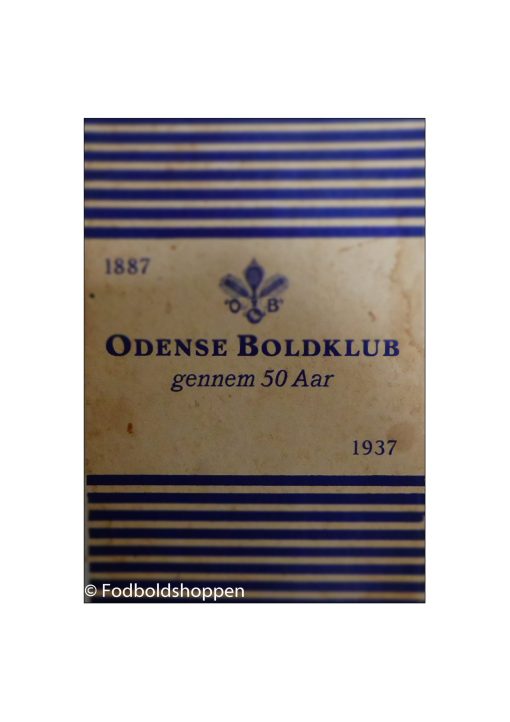 1887
O O B
ODENSE BOLDKLUB
gennem 50 Aar
1937
© Fodboldshoppen